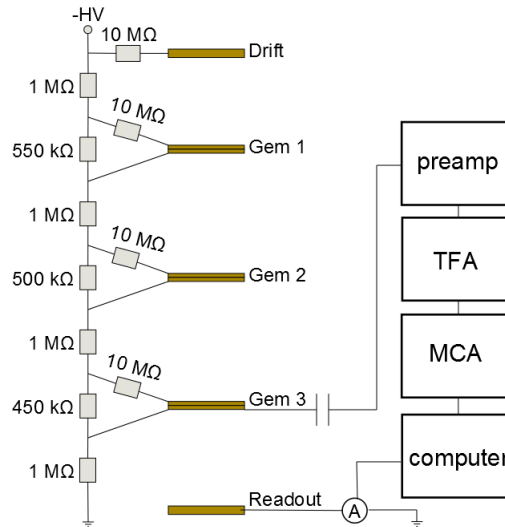 -HV
10 MΩ
Drift
1 MΩ
10 MΩ
550 kΩ
Gem 1
preamp
1 MΩ
10 MΩ
TFA
500 kΩ
Gem 2
1 MΩ
MCA
10 MΩ
450 kΩ
Gem 3
computer
1 MΩ
Readout
A